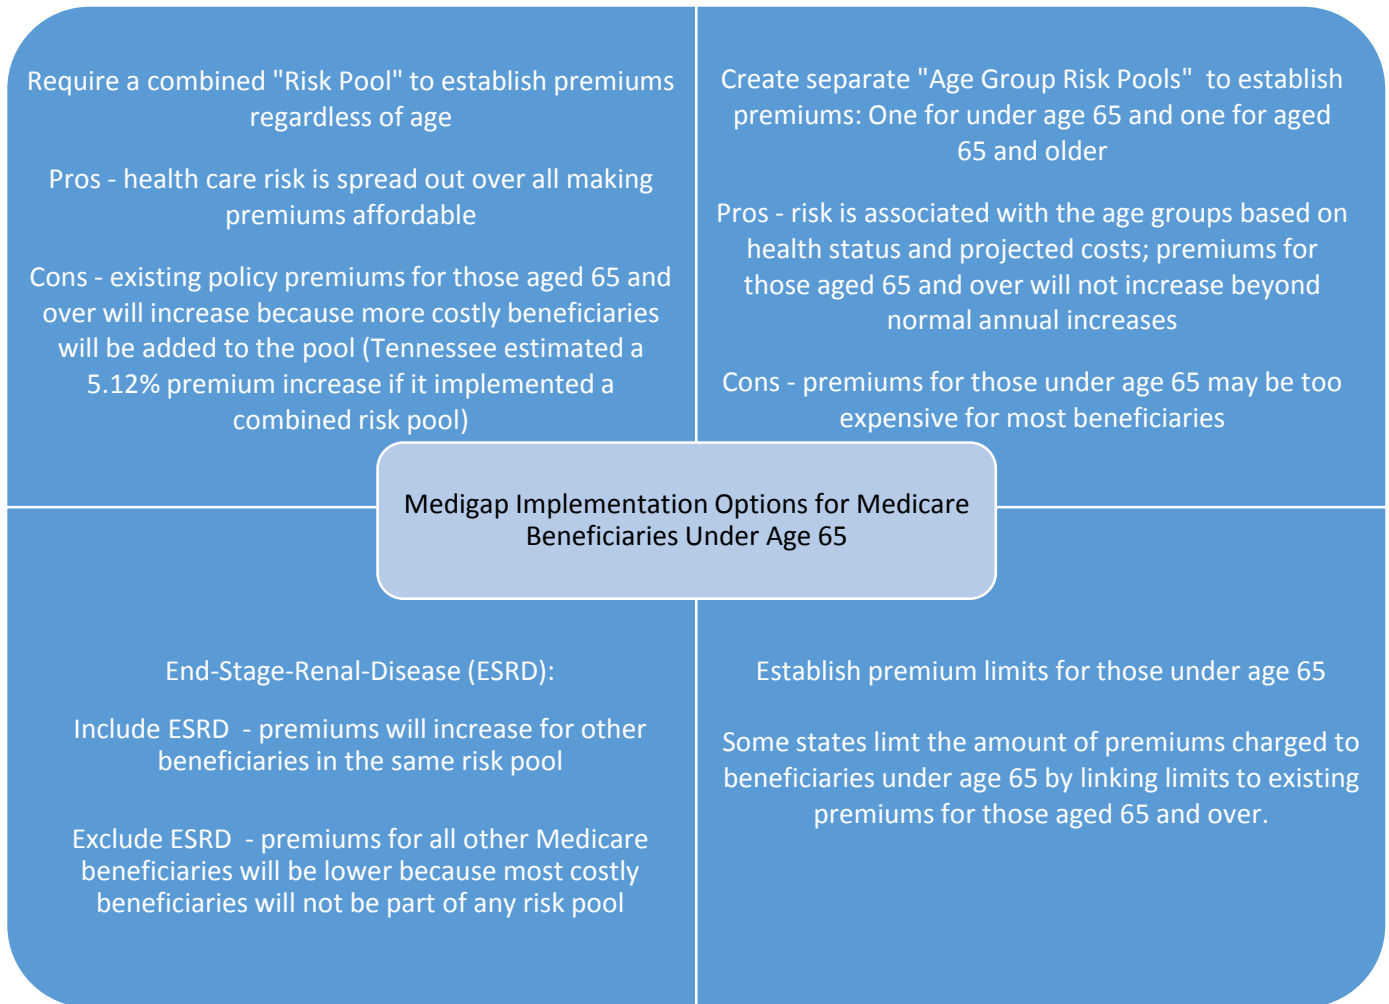 Require a combined "Risk Pool" to establish premiums
regardless of age
Pros - health care risk is spread out over all making
premiums affordable
Cons - existing policy premiums for those aged 65 and
over will increase because more costly beneficiaries
will be added to the pool (Tennessee estimated a
5.12% premium increase if it implemented a
combined risk pool)
Create separate "Age Group Risk Pools"  to establish
premiums: One for under age 65 and one for aged
65 and older
Pros - risk is associated with the age groups based on
health status and projected costs; premiums for
those aged 65 and over will not increase beyond
normal annual increases
Cons - premiums for those under age 65 may be too
expensive for most beneficiaries
Medigap Implementation Options for Medicare
Beneficiaries Under Age 65
End-Stage-Renal-Disease (ESRD):
Include ESRD  - premiums will increase for other
beneficiaries in the same risk pool
Exclude ESRD  - premiums for all other Medicare
beneficiaries will be lower because most costly
beneficiaries will not be part of any risk pool
Establish premium limits for those under age 65
Some states limt the amount of premiums charged to
beneficiaries under age 65 by linking limits to existing
premiums for those aged 65 and over.